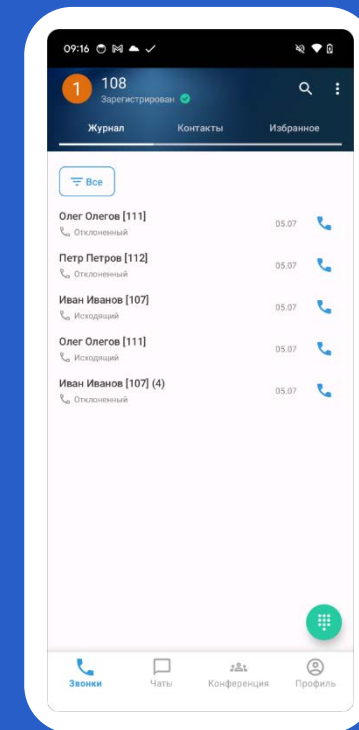 09:16
1
108
Зарегистрирован
Журнал Контакты Избранное
Все
Олег Олегов [111]
Отклоненный
05.07
Петр Петров [112]
Отклоненный
05.07
Иван Иванов [107]
Исходящий
05.07
Олег Олегов [111]
Исходящий
05.07
Иван Иванов [107] (4)
Отклоненный
05.07
Звонки Чаты Конференция Профиль